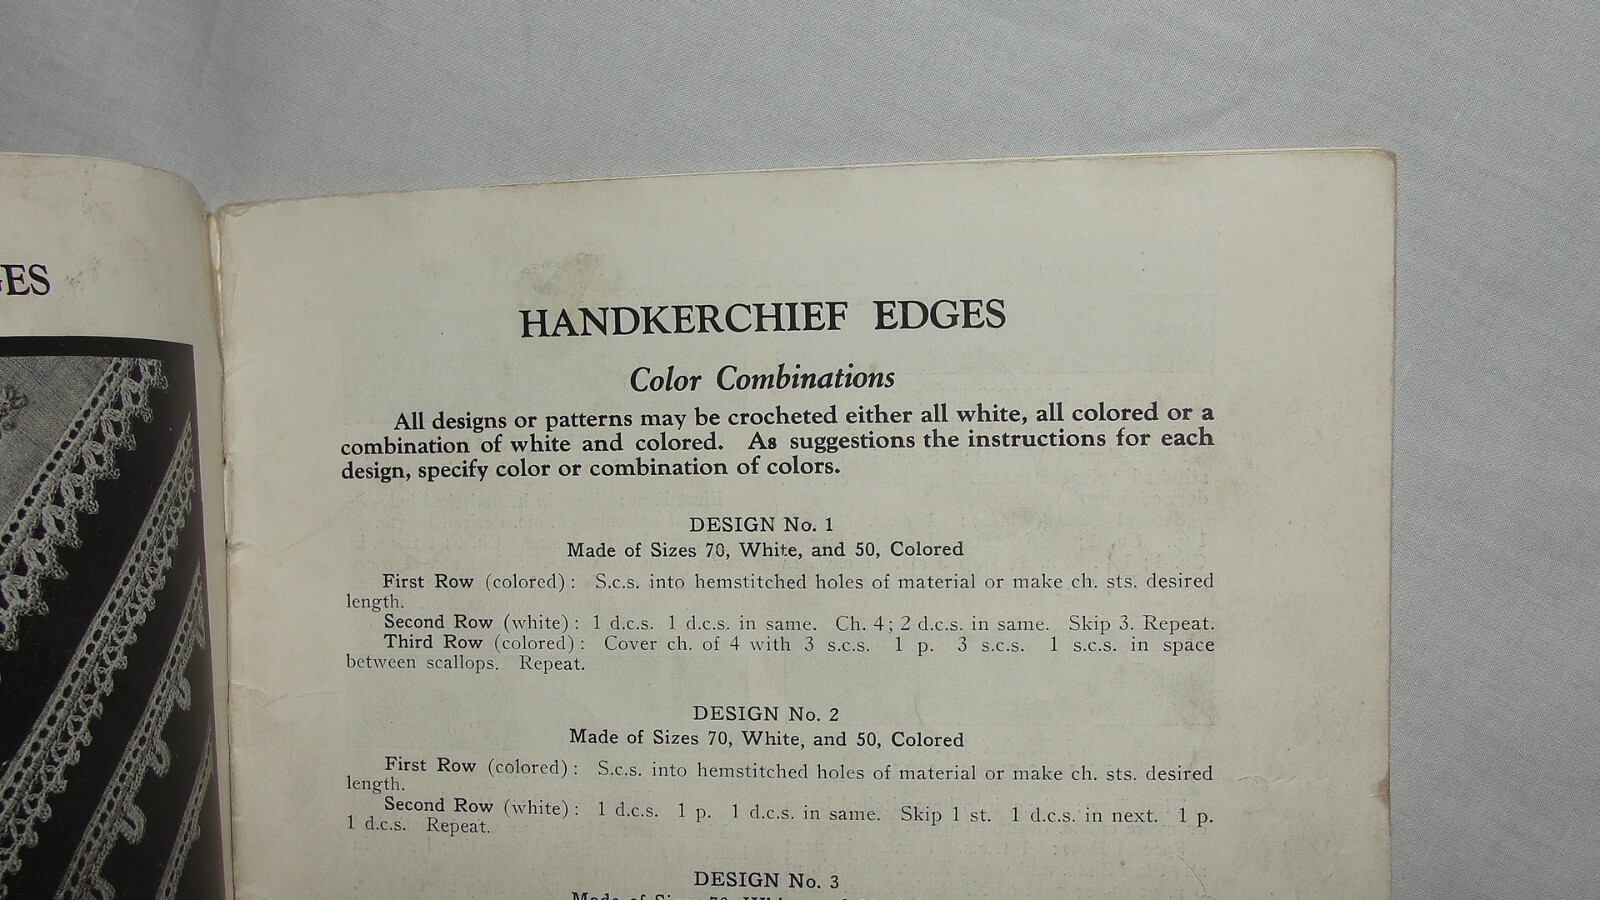 ES
HANDKERCHIEF EDGES
Color Combinations
All designs or patterns may be crocheted either all white, all colored or a
combination of white and colored. As suggestions the instructions for each
design, specify color or combination of colors.
DESIGN No. 1
Made of Sizes 70, White, and 50, Colored
First Row (colored): S.c.s. into hemstitched holes of material or make ch. sts. desired
length.
Second Row (white): 1 d.c.s. 1 d.c.s. in same. Ch. 4; 2 d.c.s. in same. Skip 3. Repeat.
Third Row (colored): Cover ch. of 4 with 3 s.c.s. 1 p. 3 s.c.s. 1 s.c.s. in space
between scallops. Repeat.
DESIGN No. 2
Made of Sizes 70, White, and 50, Colored
First Row (colored): S.c.s. into hemstitched holes of material or make ch. sts. desired
length.
Second Row (white): 1 d.c.s. 1 p. 1 d.c.s. in same. Skip 1 st. 1 d.c.s. in next. 1 p.
1 d.c.s. Repeat.
DESIGN No. 3